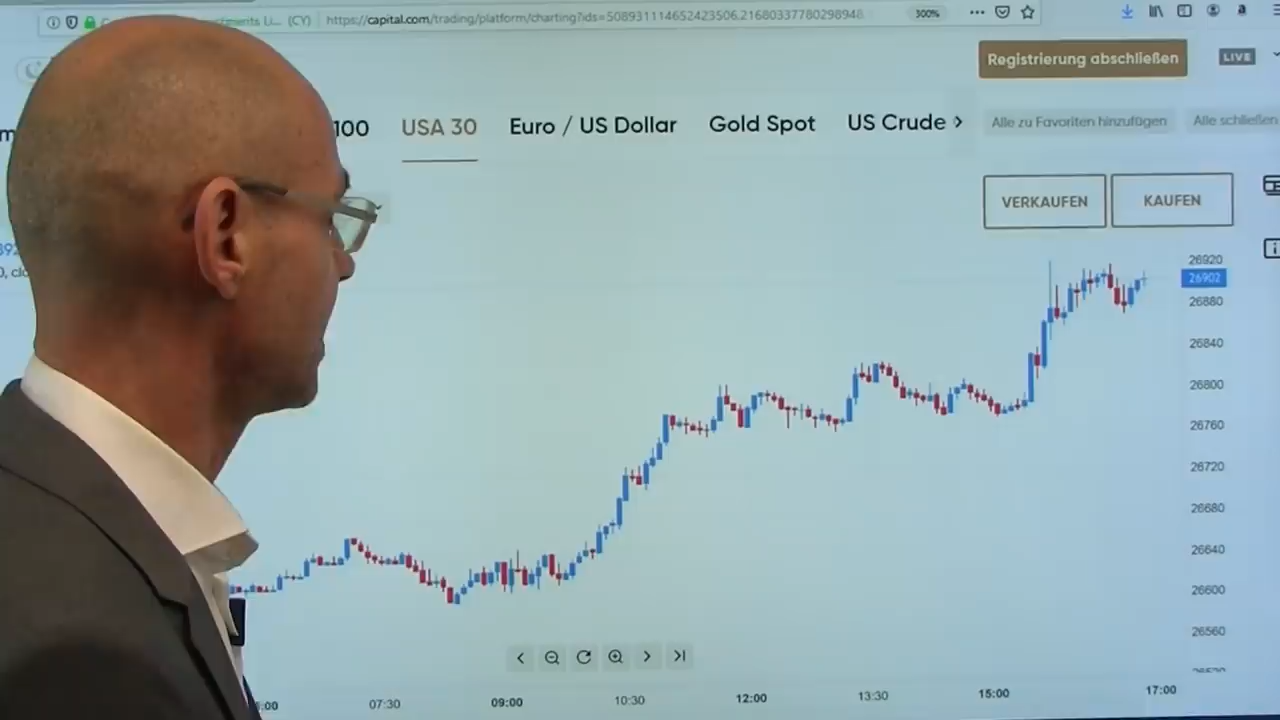 (CY) https://capital.com/trading/platform/charting?ids=508931114652423506.21680337780298948 300%
Registrierung abschließen LIVE
100 USA 30 Euro / US Dollar Gold Spot US Crude Alle zu Favoriten hinzufügen Alle schließen
VERKAUFEN KAUFEN
26920
26902
26880
26840
26800
26760
26720
26680
26640
26600
26560
07:30 09:00 10:30 12:00 13:30 15:00 17:00